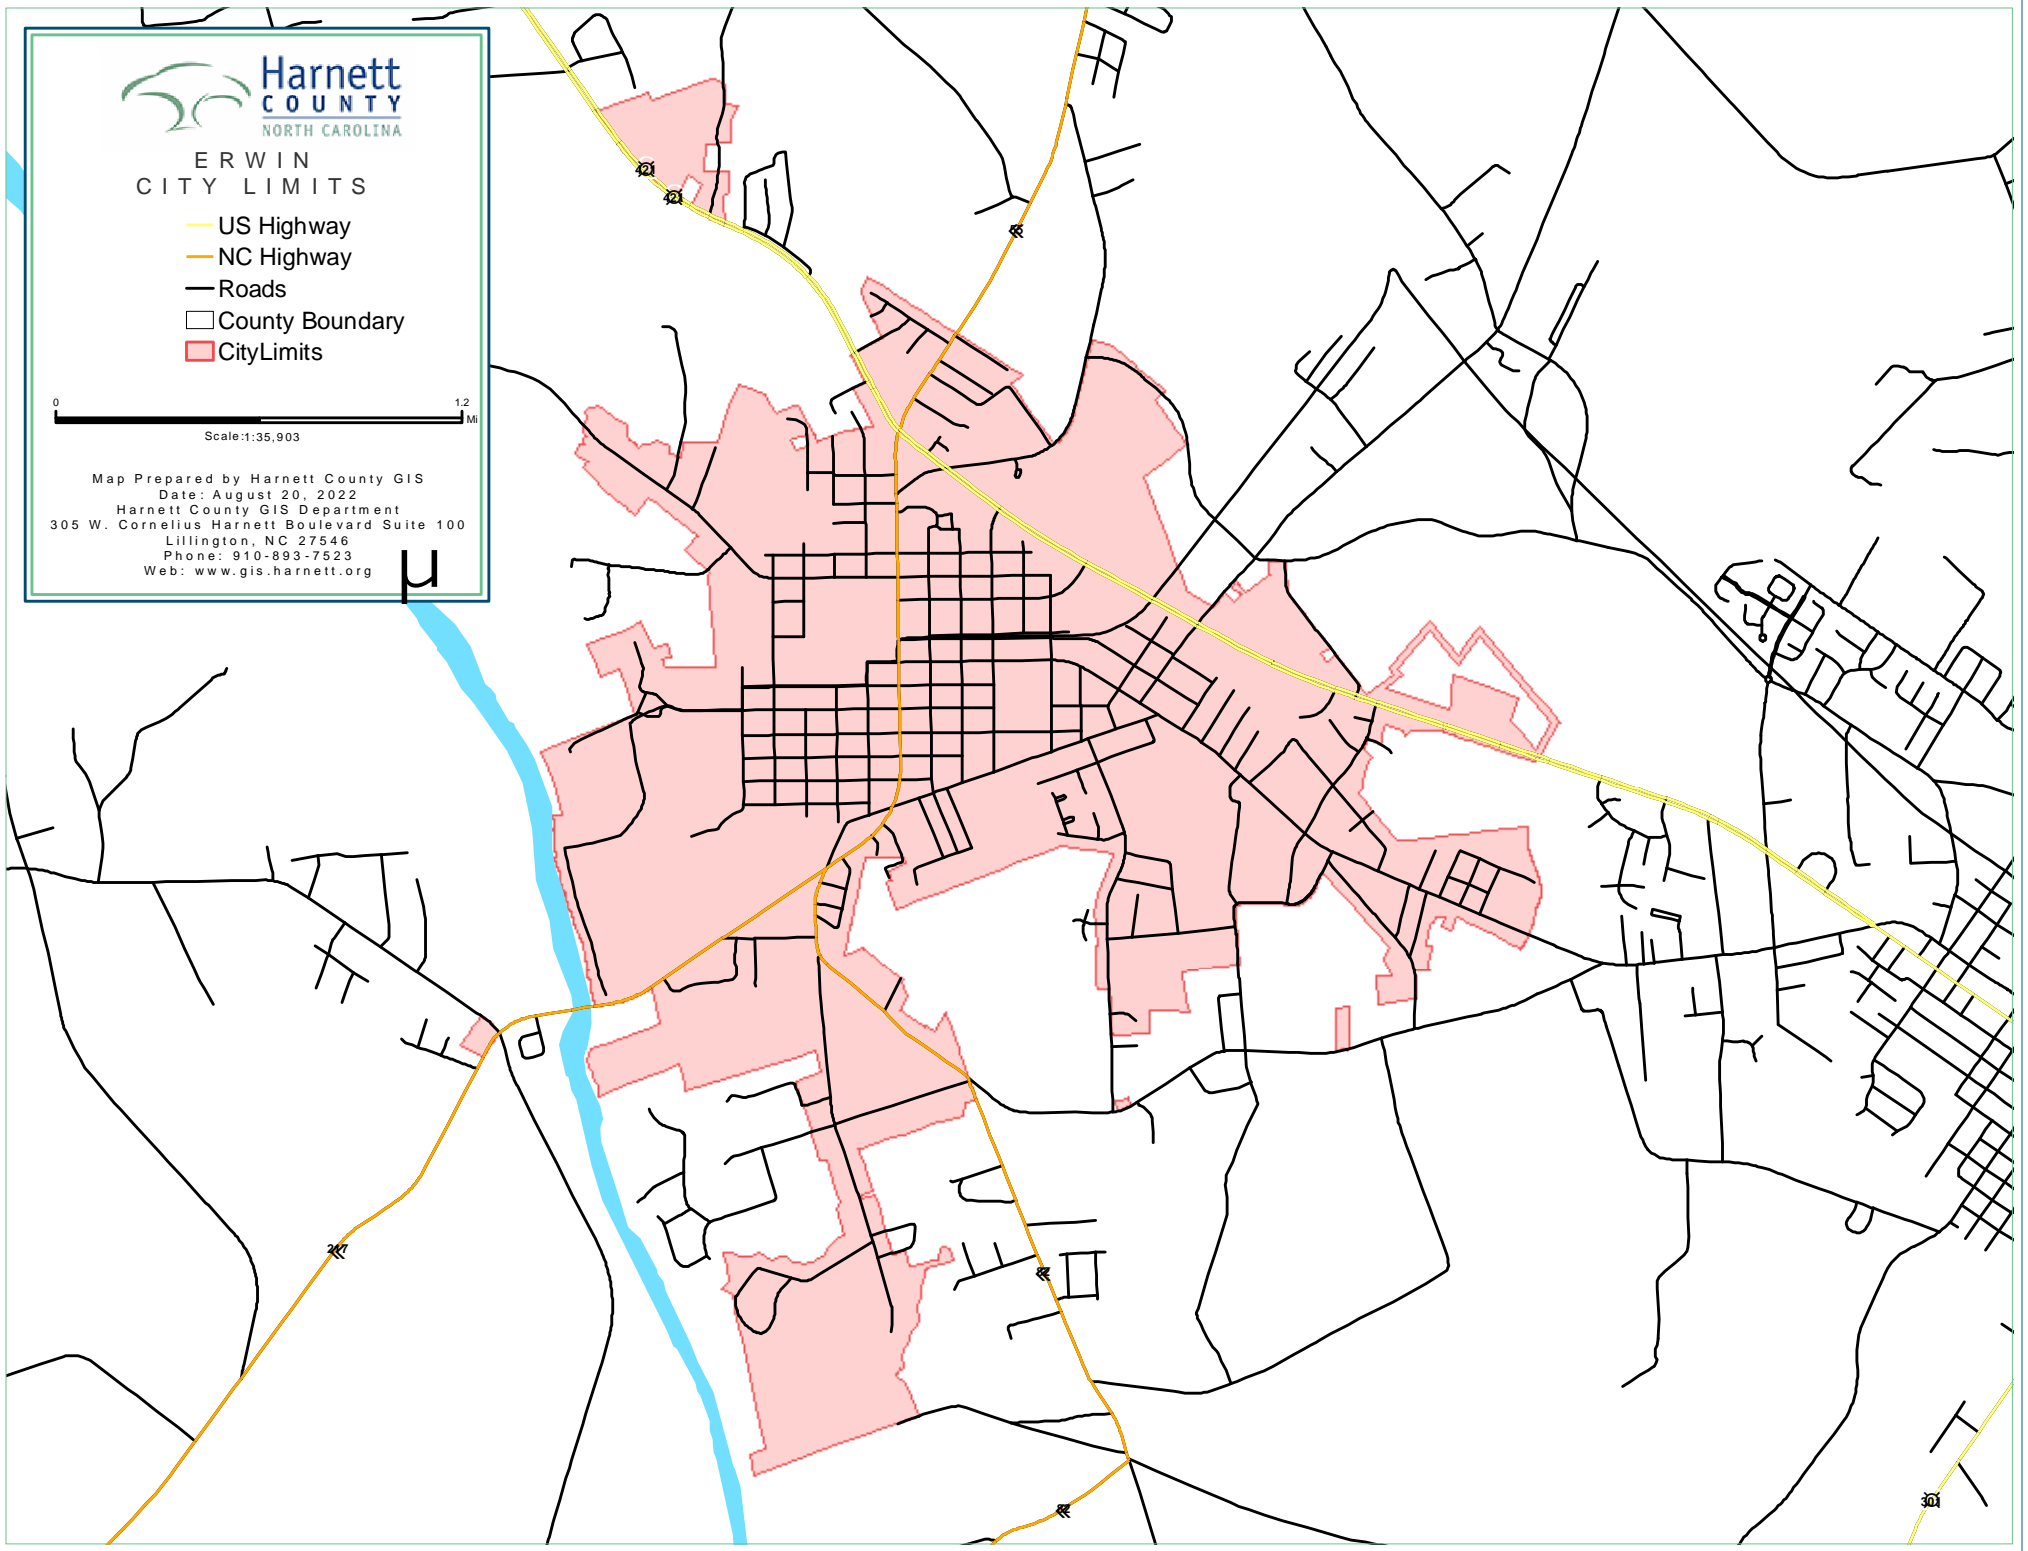 Harnett
COUNTY
NORTH CAROLINA
ERWIN
CITY LIMITS
US Highway
NC Highway
Roads
County Boundary
CityLimits
0 1.2
Mi
Scale:1:35,903
Map Prepared by Harnett County GIS
Date: August 20, 2022
Harnett County GIS Department
305 W. Cornelius Harnett Boulevard Suite 100
Lillington, NC 27546
Phone: 910-893-7523
Web: www.gis.harnett.org
µ
421
421
217
82
82
301